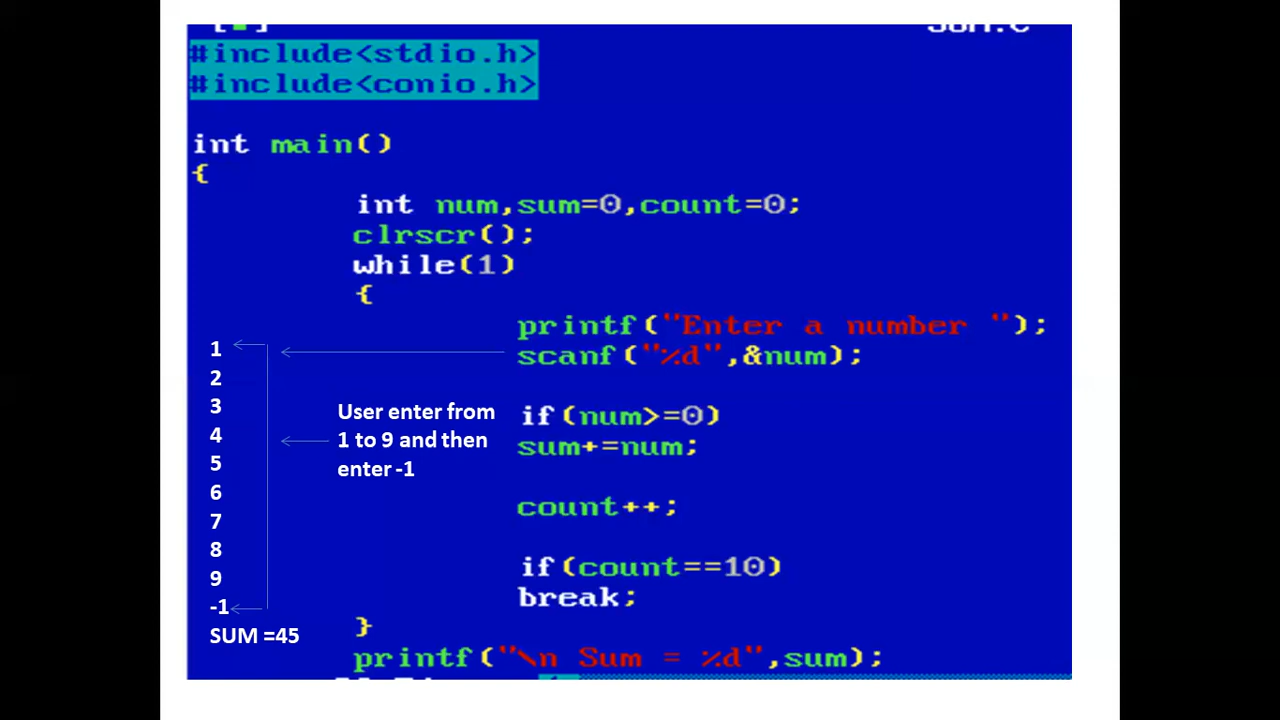 #include<stdio.h>
#include<conio.h>
int main()
{
int num,sum=0,count=0;
clrscr();
while(1)
{
printf("Enter a number ");
scanf("%d",&num);
if(num>=0)
sum+=num;
count++;
if(count==10)
break;
}
printf("\n Sum = %d",sum);
1
2
3
4
5
6
7
8
9
-1
SUM =45
User enter from
1 to 9 and then
enter -1